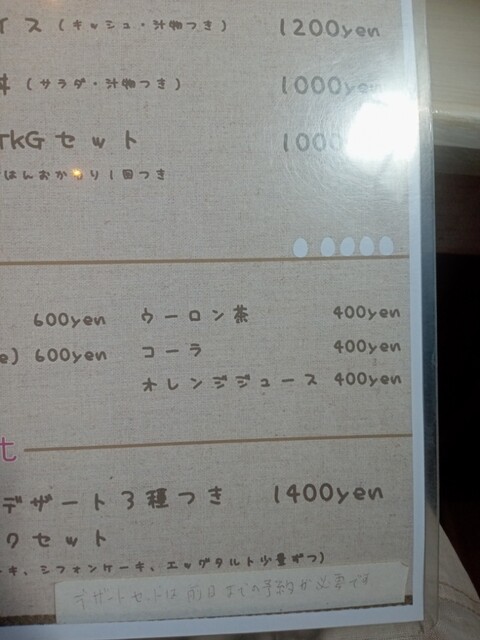 イス (キッシュ・汁物つき) 1200yen
丼 (サラダ・汁物つき) 1000yen
TKGセット 1000
はんおかわり1回つき
600yen ウーロン茶 400yen
e) 600yen コーラ 400yen
オレンジジュース 400yen
t
デザート3種つき 1400yen
クセット
ーキ、シフォンケーキ、エッグタルト少量ずつ)
デザートセットは前日までの予約が必要です